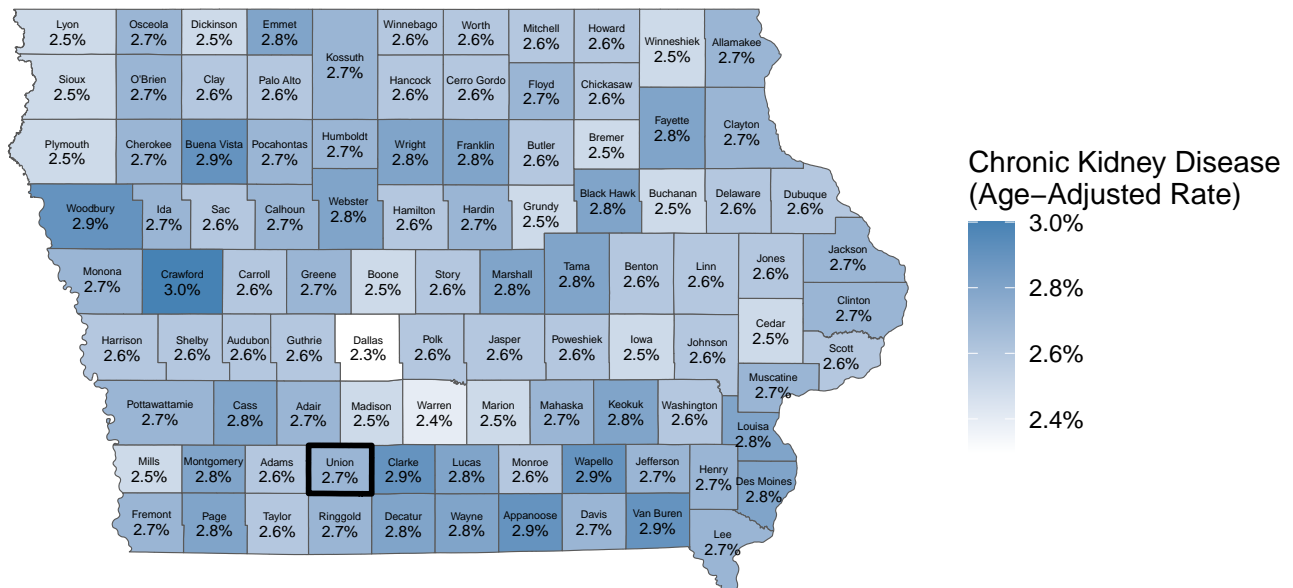 Lyon
2.5%
Osceola
2.7%
Dickinson
2.5%
Emmet
2.8%
Kossuth
2.7%
Winnebago
2.6%
Worth
2.6%
Mitchell
2.6%
Howard
2.6%
Winneshiek
2.5%
Allamakee
2.7%
Sioux
2.5%
O'Brien
2.7%
Clay
2.6%
Palo Alto
2.6%
Hancock
2.6%
Cerro Gordo
2.6%
Floyd
2.7%
Chickasaw
2.6%
Fayette
2.8%
Clayton
2.7%
Plymouth
2.5%
Cherokee
2.7%
Buena Vista
2.9%
Pocahontas
2.7%
Humboldt
2.7%
Wright
2.8%
Franklin
2.8%
Butler
2.6%
Bremer
2.5%
Woodbury
2.9%
Ida
2.7%
Sac
2.6%
Calhoun
2.7%
Webster
2.8%
Hamilton
2.6%
Hardin
2.7%
Grundy
2.5%
Black Hawk
2.8%
Buchanan
2.5%
Delaware
2.6%
Dubuque
2.6%
Monona
2.7%
Crawford
3.0%
Carroll
2.6%
Greene
2.7%
Boone
2.5%
Story
2.6%
Marshall
2.8%
Tama
2.8%
Benton
2.6%
Linn
2.6%
Jones
2.6%
Jackson
2.7%
Clinton
2.7%
Harrison
2.6%
Shelby
2.6%
Audubon
2.6%
Guthrie
2.6%
Dallas
2.3%
Polk
2.6%
Jasper
2.6%
Poweshiek
2.6%
Iowa
2.5%
Johnson
2.6%
Cedar
2.5%
Scott
2.6%
Muscatine
2.7%
Pottawattamie
2.7%
Cass
2.8%
Adair
2.7%
Madison
2.5%
Warren
2.4%
Marion
2.5%
Mahaska
2.7%
Keokuk
2.8%
Washington
2.6%
Louisa
2.8%
Mills
2.5%
Montgomery
2.8%
Adams
2.6%
Union
2.7%
Clarke
2.9%
Lucas
2.8%
Monroe
2.6%
Wapello
2.9%
Jefferson
2.7%
Henry
2.7%
Des Moines
2.8%
Fremont
2.7%
Page
2.8%
Taylor
2.6%
Ringgold
2.7%
Decatur
2.8%
Wayne
2.8%
Appanoose
2.9%
Davis
2.7%
Van Buren
2.9%
Lee
2.7%
Chronic Kidney Disease
(Age−Adjusted Rate)
3.0%
2.8%
2.6%
2.4%